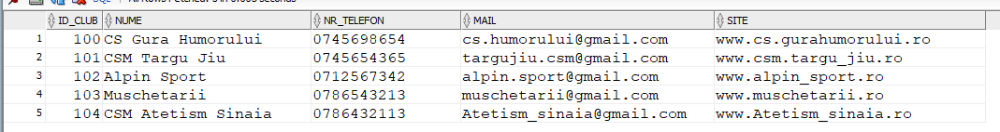 ID_CLUB NUME NR_TELEFON MAIL SITE
1 100 CS Gura Humorului 0745698654 cs.humorului@gmail.com www.cs.gurahumorului.ro
2 101 CSM Targu Jiu 0745654365 targujiu.csm@gmail.com www.csm.targu_jiu.ro
3 102 Alpin Sport 0712567342 alpin.sport@gmail.com www.alpin_sport.ro
4 103 Muschetarii 0786543213 muschetarii@gmail.com www.muschetarii.ro
5 104 CSM Atetism Sinaia 0786432113 Atetism_sinaia@gmail.com www.Atetism_sinaia.ro